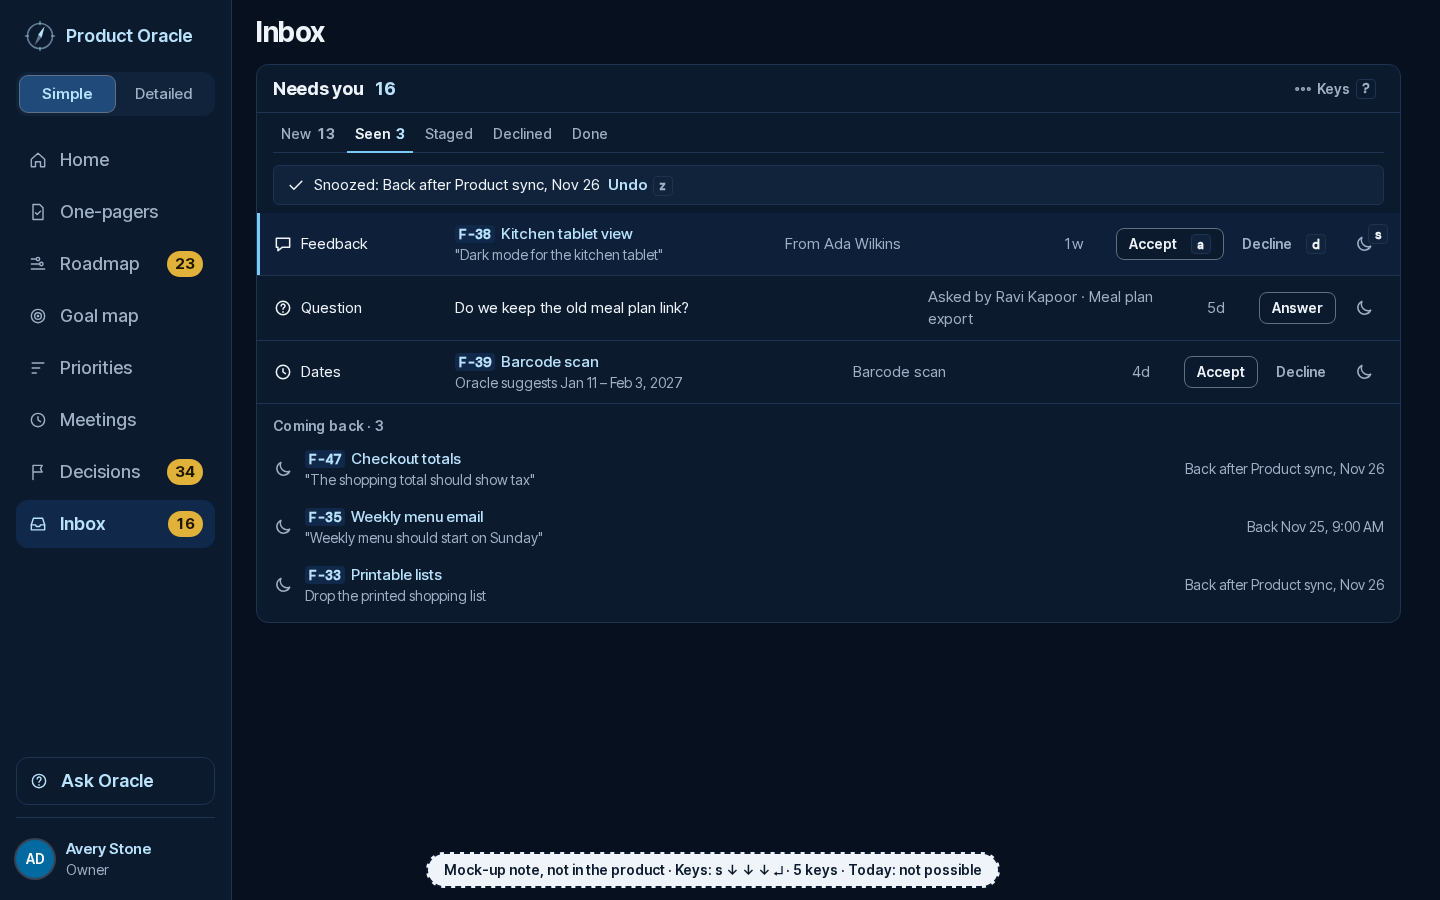 Product Oracle
Simple
Detailed
Home
One-pagers
Roadmap 23
Goal map
Priorities
Meetings
Decisions 34
Inbox 16
Ask Oracle
AD
Avery Stone
Owner
Inbox
Needs you 16
Keys ?
New 13 Seen 3 Staged Declined Done
Snoozed: Back after Product sync, Nov 26 Undo z
Feedback
F-38 Kitchen tablet view
"Dark mode for the kitchen tablet"
From Ada Wilkins
1w
Accept a
Decline d
s
Question
Do we keep the old meal plan link?
Asked by Ravi Kapoor · Meal plan
export
5d
Answer
Dates
F-39 Barcode scan
Oracle suggests Jan 11 – Feb 3, 2027
Barcode scan
4d
Accept
Decline
Coming back · 3
F-47 Checkout totals
"The shopping total should show tax"
Back after Product sync, Nov 26
F-35 Weekly menu email
"Weekly menu should start on Sunday"
Back Nov 25, 9:00 AM
F-33 Printable lists
Drop the printed shopping list
Back after Product sync, Nov 26
Mock-up note, not in the product · Keys: s ↓ ↓ ↓ ↵ · 5 keys · Today: not possible